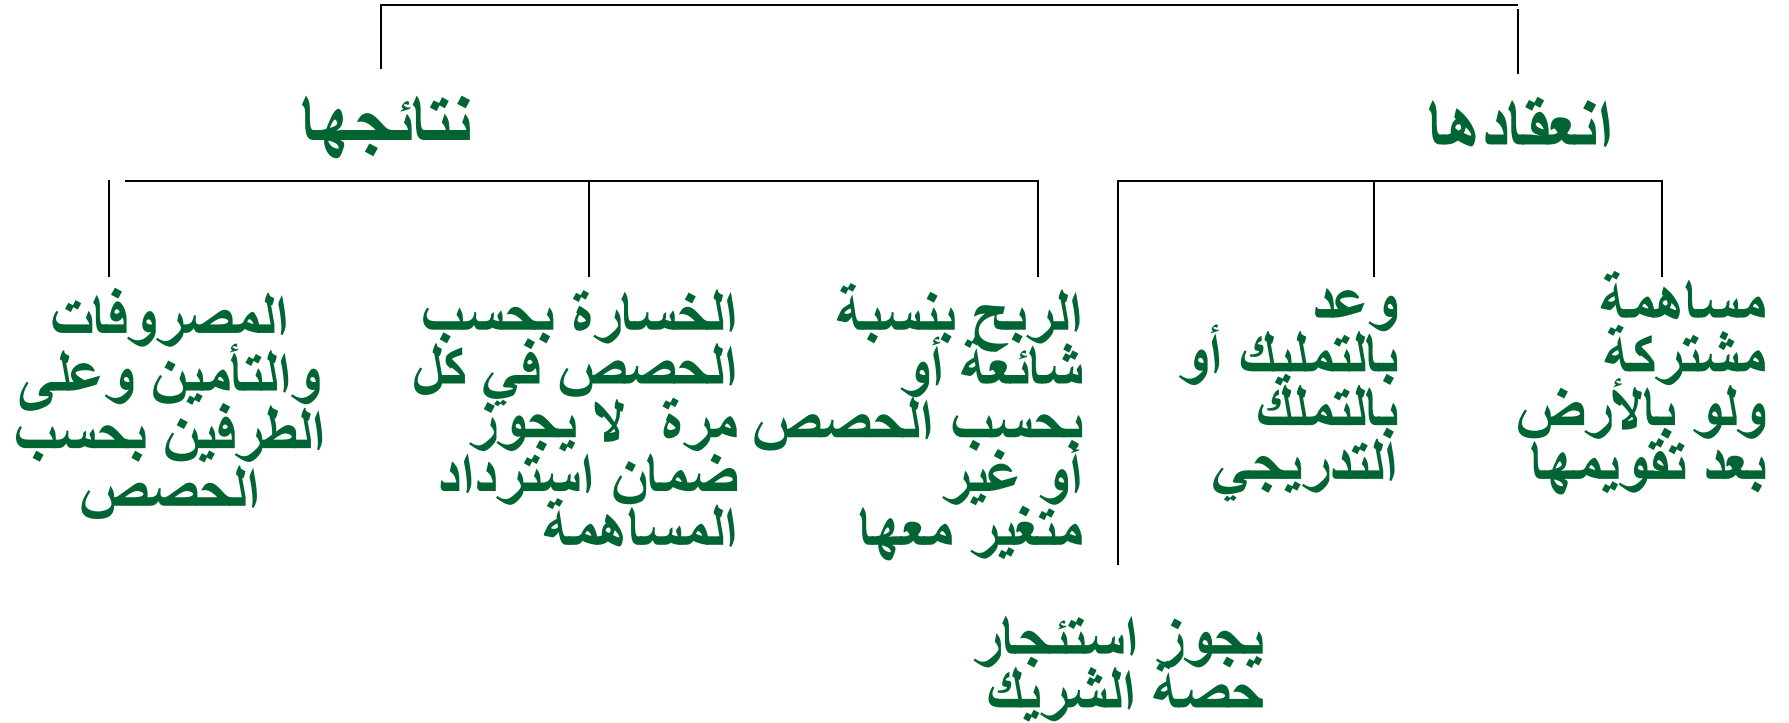 انعقادها
نتائجها
مساهمة
مشتركة
ولو بالأرض
بعد تقويمها
وعد
بالتمليك أو
بالتملك
التدريجي
يجوز استئجار
حصة الشريك
الربح بنسبة
شائعة أو
بحسب الحصص
أو غير
متغير معها
الخسارة بحسب
الحصص في كل
مرة لا يجوز
ضمان استرداد
المساهمة
المصروفات
والتأمين وعلى
الطرفين بحسب
الحصص